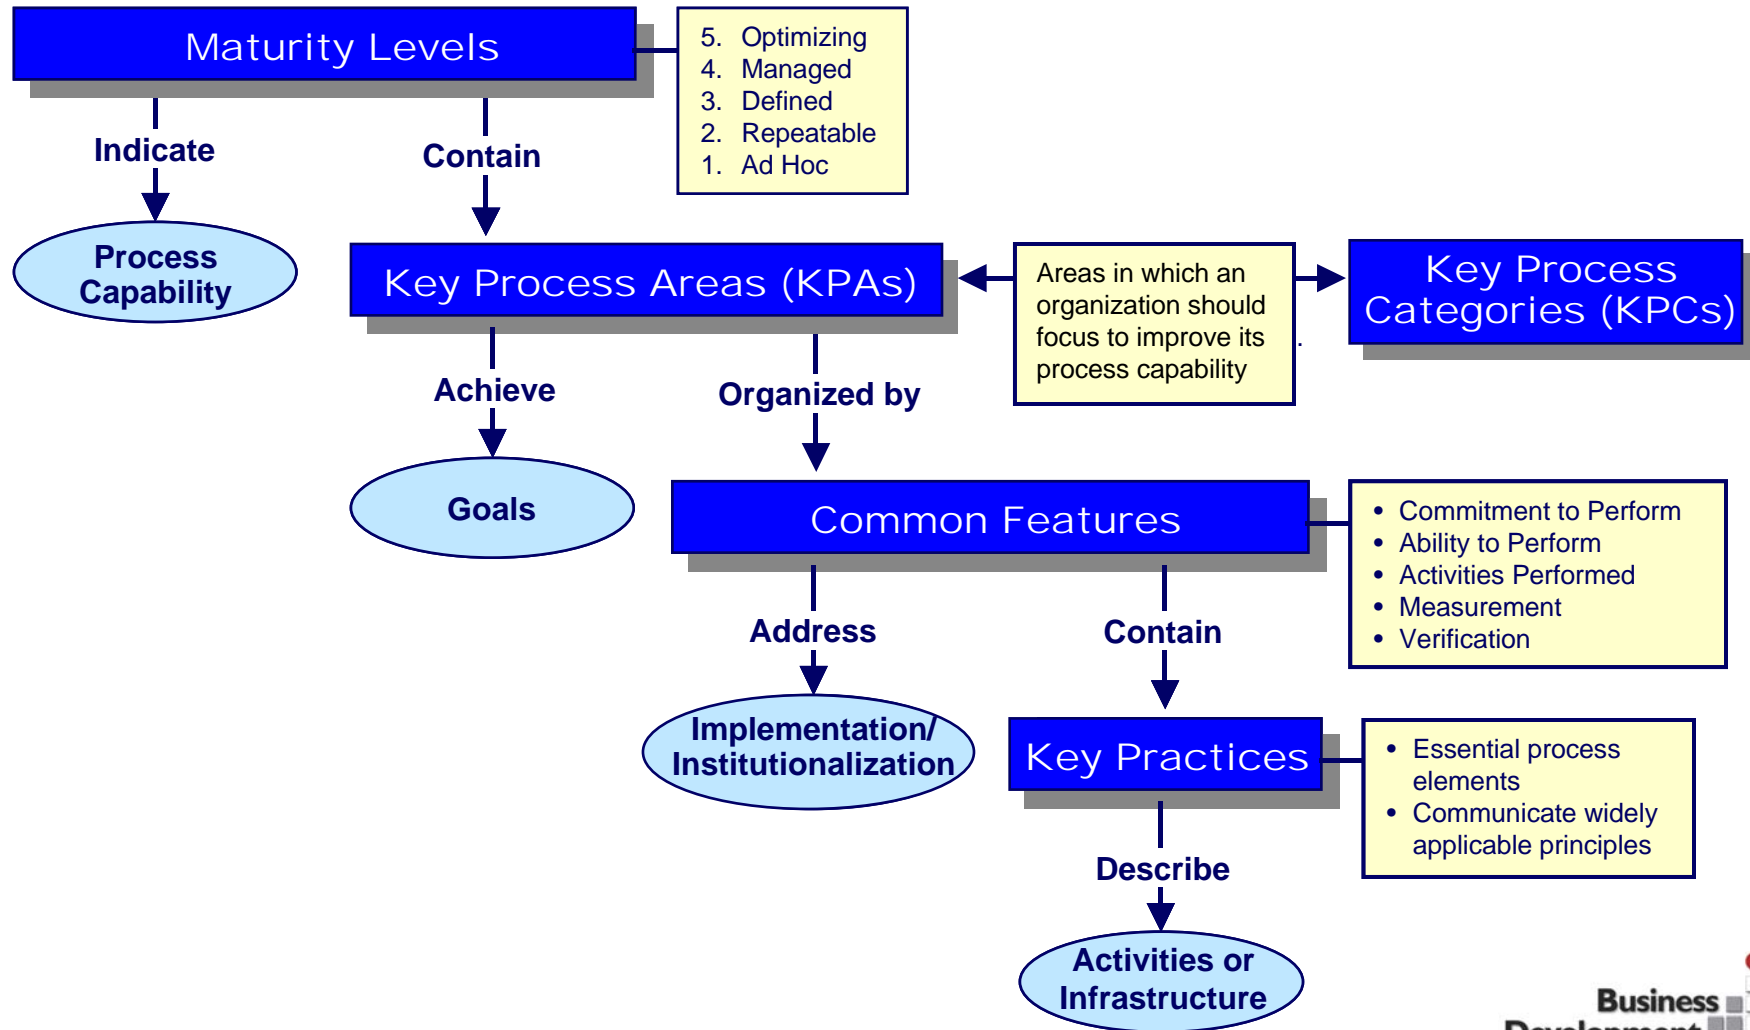 Maturity Levels
5. Optimizing
4. Managed
3. Defined
2. Repeatable
1. Ad Hoc
Indicate
Contain
Process
Capability
Key Process Areas (KPAs)
Areas in which an
organization should
focus to improve its
process capability
.
Key Process
Categories (KPCs)
Achieve
Organized by
Goals
Common Features
• Commitment to Perform
• Ability to Perform
• Activities Performed
• Measurement
• Verification
Address
Contain
Implementation/
Institutionalization
Key Practices
• Essential process
elements
• Communicate widely
applicable principles
Describe
Activities or
Infrastructure
Business
Development